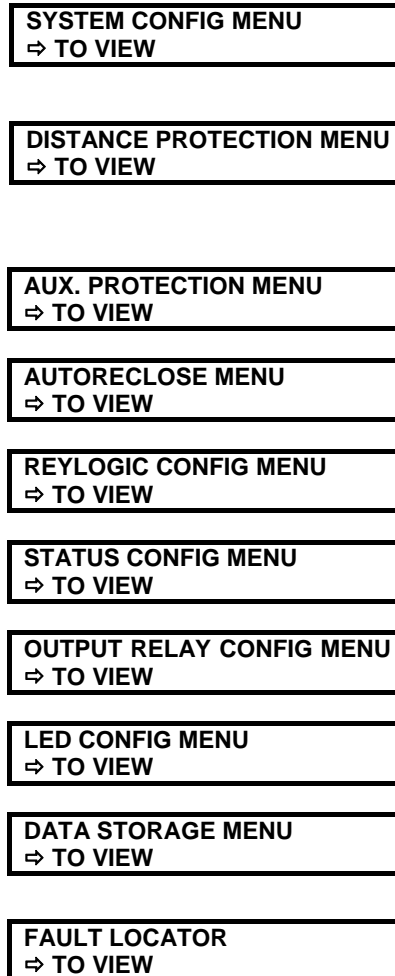 SYSTEM CONFIG MENU
⇨ TO VIEW
DISTANCE PROTECTION MENU
⇨ TO VIEW
AUX. PROTECTION MENU
⇨ TO VIEW
AUTORECLOSE MENU
⇨ TO VIEW
REYLOGIC CONFIG MENU
⇨ TO VIEW
STATUS CONFIG MENU
⇨ TO VIEW
OUTPUT RELAY CONFIG MENU
⇨ TO VIEW
LED CONFIG MENU
⇨ TO VIEW
DATA STORAGE MENU
⇨ TO VIEW
FAULT LOCATOR
⇨ TO VIEW